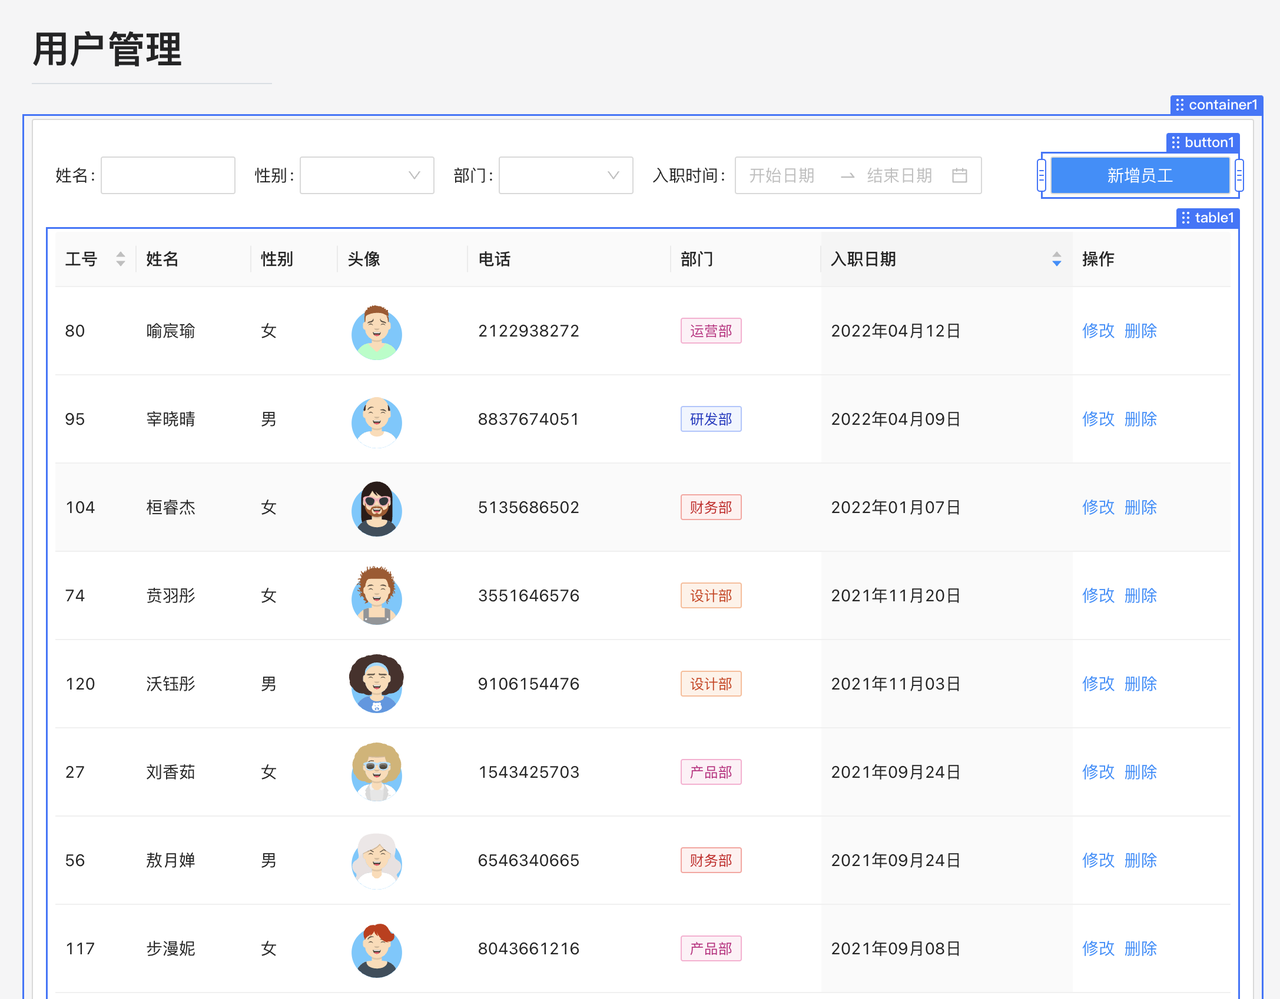 用户管理
container1
button1
姓名: 性别: 部门: 入职时间: 开始日期 → 结束日期 新增员工
table1
工号 姓名 性别 头像 电话 部门 入职日期 操作
80 喻宸瑜 女 2122938272 运营部 2022年04月12日 修改 删除
95 宰晓晴 男 8837674051 研发部 2022年04月09日 修改 删除
104 桓睿杰 女 5135686502 财务部 2022年01月07日 修改 删除
74 贲羽彤 女 3551646576 设计部 2021年11月20日 修改 删除
120 沃钰彤 男 9106154476 设计部 2021年11月03日 修改 删除
27 刘香茹 女 1543425703 产品部 2021年09月24日 修改 删除
56 敖月婵 男 6546340665 财务部 2021年09月24日 修改 删除
117 步漫妮 女 8043661216 产品部 2021年09月08日 修改 删除